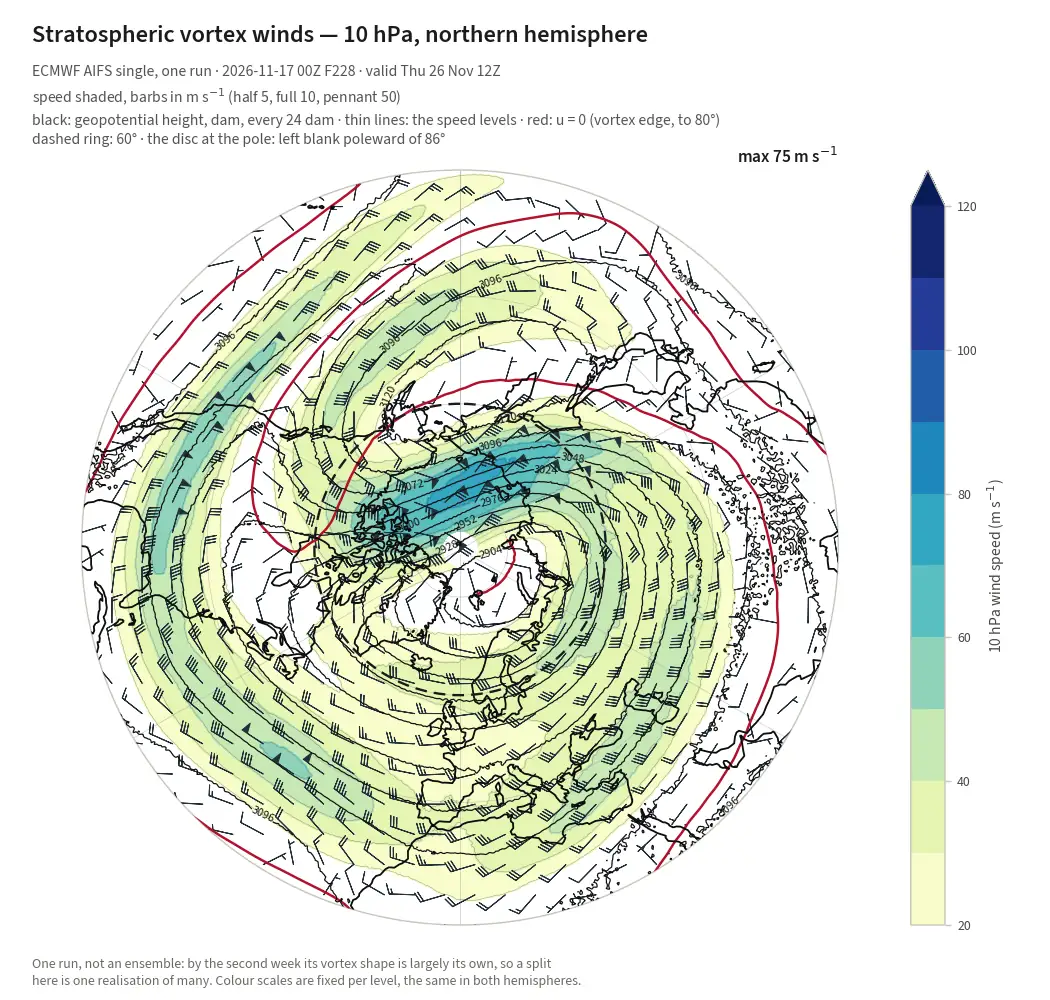 Stratospheric vortex winds — 10 hPa, northern hemisphere
ECMWF AIFS single, one run · 2026-11-17 00Z F228 · valid Thu 26 Nov 12Z
speed shaded, barbs in m s⁻¹ (half 5, full 10, pennant 50)
black: geopotential height, dam, every 24 dam · thin lines: the speed levels · red: u = 0 (vortex edge, to 80°)
dashed ring: 60° · the disc at the pole: left blank poleward of 86°
max 75 m s⁻¹
120
100
80
60
40
20
10 hPa wind speed (m s⁻¹)
3096
3096
3096
3120
3096
3048
3024
2976
2952
2928
2904
3096
3096
One run, not an ensemble: by the second week its vortex shape is largely its own, so a split
here is one realisation of many. Colour scales are fixed per level, the same in both hemispheres.